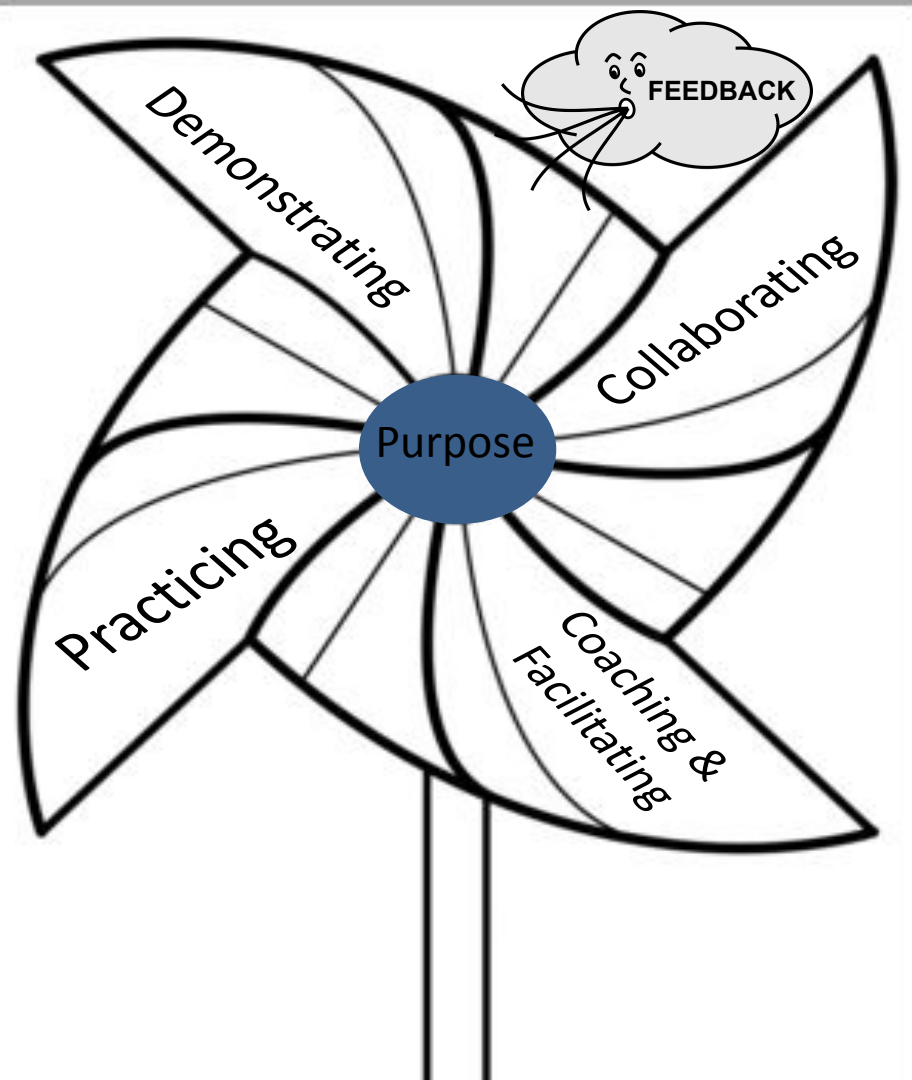 FEEDBACK
Demonstrating
Collaborating
Purpose
Practicing
Coaching &
Facilitating